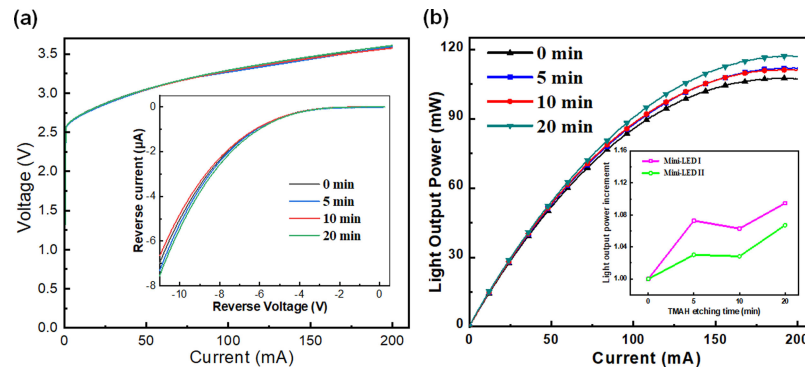 (a)
3.5
3.0
2.5
2.0
1.5
1.0
0.5
0.0
Voltage (V)
0
50
100
150
200
Current (mA)
0
-2
-4
-6
-8
Reverse current (μA)
-10
-8
-6
-4
-2
0
Reverse Voltage (V)
0 min
5 min
10 min
20 min
(b)
120
90
60
30
0
Light Output Power (mW)
0
50
100
150
200
Current (mA)
0 min
5 min
10 min
20 min
1.16
1.12
1.08
1.04
1.00
Light output power increment
Mini-LED I
Mini-LED II
0
5
10
20
TMAH etching time (min)